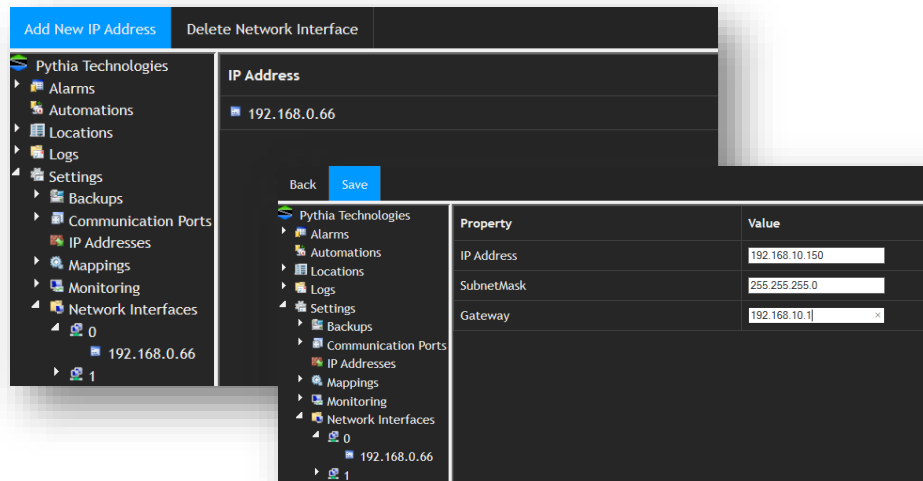 Add New IP Address Delete Network Interface
Pythia Technologies
Alarms
Automations
Locations
Logs
Settings
Backups
Communication Ports
IP Addresses
Mappings
Monitoring
Network Interfaces
0
192.168.0.66
1
IP Address
192.168.0.66
Back Save
Pythia Technologies
Alarms
Automations
Locations
Logs
Settings
Backups
Communication Ports
IP Addresses
Mappings
Monitoring
Network Interfaces
0
192.168.0.66
1
Property Value
IP Address 192.168.10.150
SubnetMask 255.255.255.0
Gateway 192.168.10.1